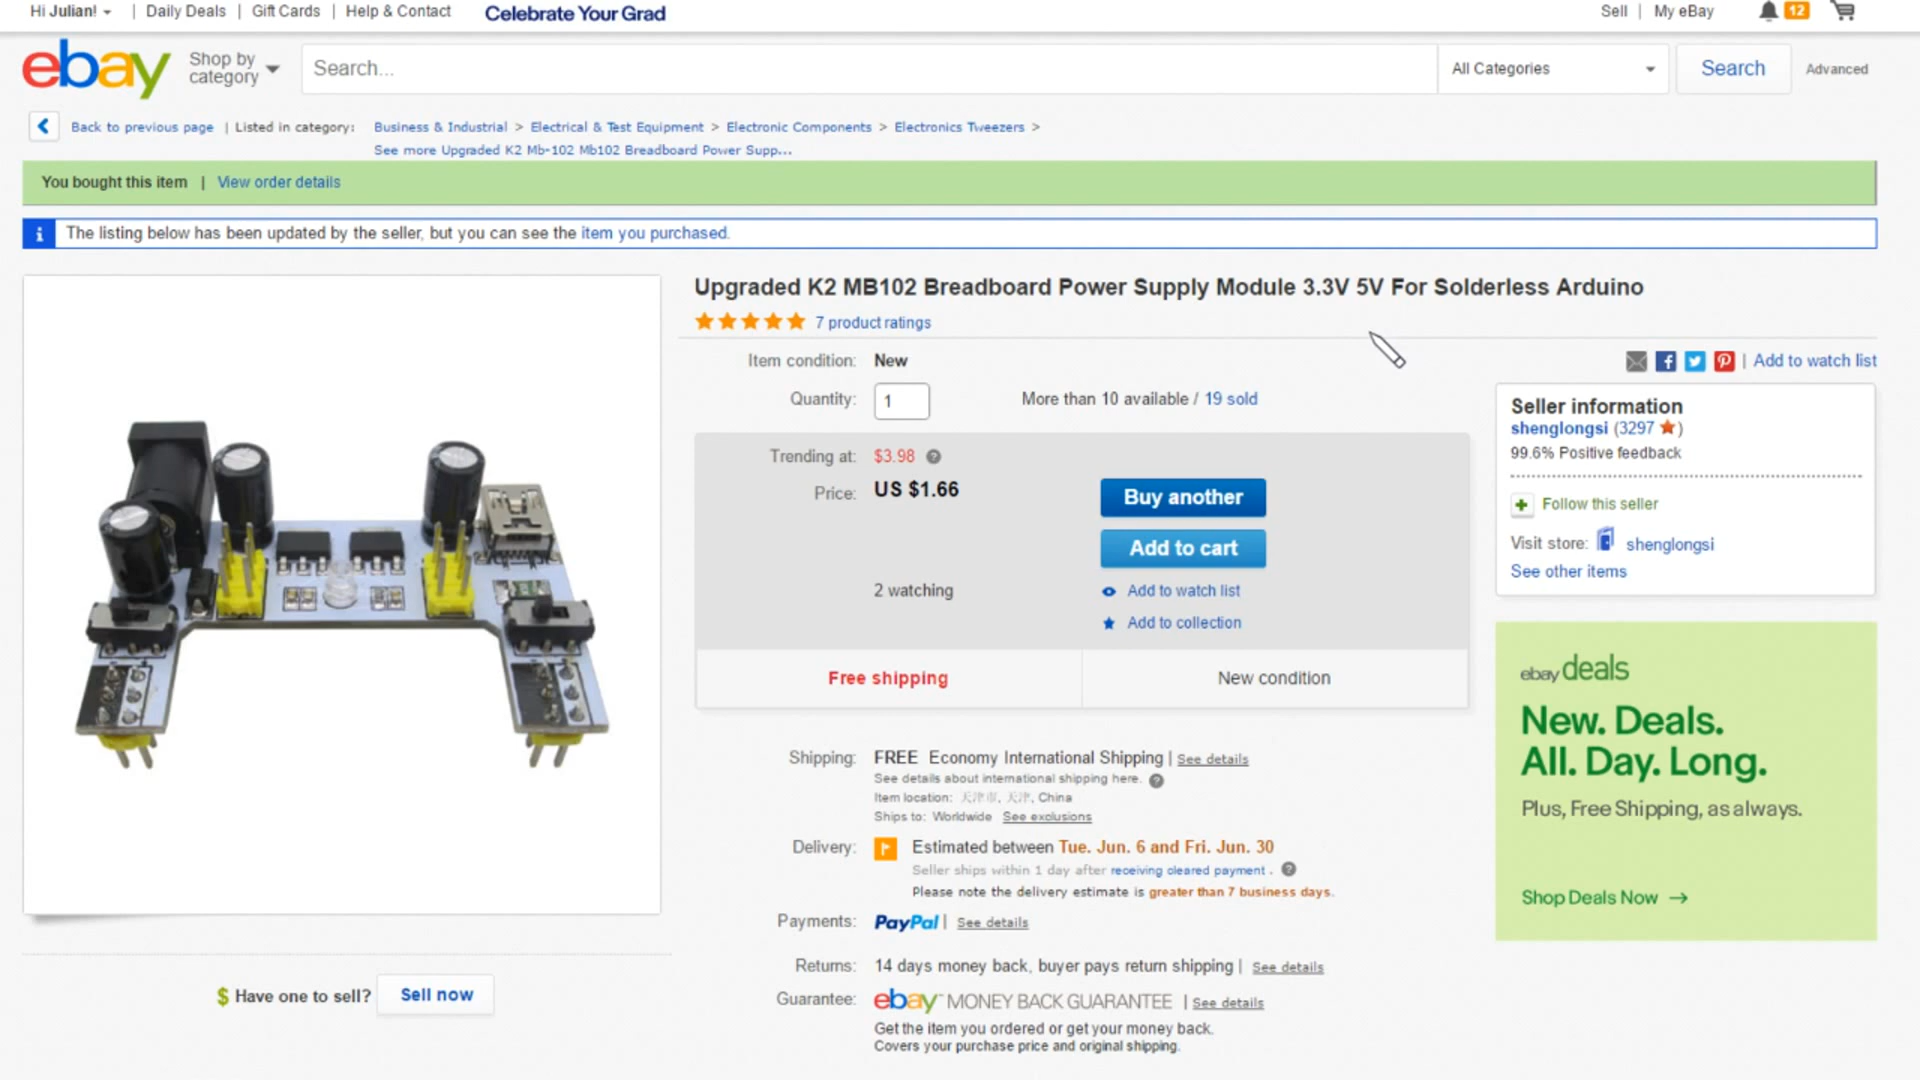 Hi Julian! | Daily Deals | Gift Cards | Help & Contact Celebrate Your Grad Sell | My eBay 12
ebay Shop by category Search... All Categories Search Advanced
Back to previous page | Listed in category: Business & Industrial > Electrical & Test Equipment > Electronic Components > Electronics Tweezers >
See more Upgraded K2 Mb-102 Mb102 Breadboard Power Supp...
You bought this item | View order details
i The listing below has been updated by the seller, but you can see the item you purchased.
Upgraded K2 MB102 Breadboard Power Supply Module 3.3V 5V For Solderless Arduino
7 product ratings
Item condition: New
| Add to watch list
Quantity: 1 More than 10 available / 19 sold
Trending at: $3.98 ?
Price: US $1.66
Buy another
Add to cart
2 watching
Add to watch list
Add to collection
Free shipping New condition
Seller information
shenglongsi (3297 )
99.6% Positive feedback
Follow this seller
Visit store: shenglongsi
See other items
ebay deals
New. Deals.
All. Day. Long.
Plus, Free Shipping, as always.
Shop Deals Now →
Shipping: FREE Economy International Shipping | See details
See details about international shipping here. ?
Item location: 天津市, 天津, China
Ships to: Worldwide See exclusions
Delivery: Estimated between Tue. Jun. 6 and Fri. Jun. 30
Seller ships within 1 day after receiving cleared payment . ?
Please note the delivery estimate is greater than 7 business days.
Payments: PayPal | See details
Returns: 14 days money back, buyer pays return shipping | See details
Guarantee: ebay MONEY BACK GUARANTEE | See details
Get the item you ordered or get your money back.
Covers your purchase price and original shipping.
$ Have one to sell? Sell now